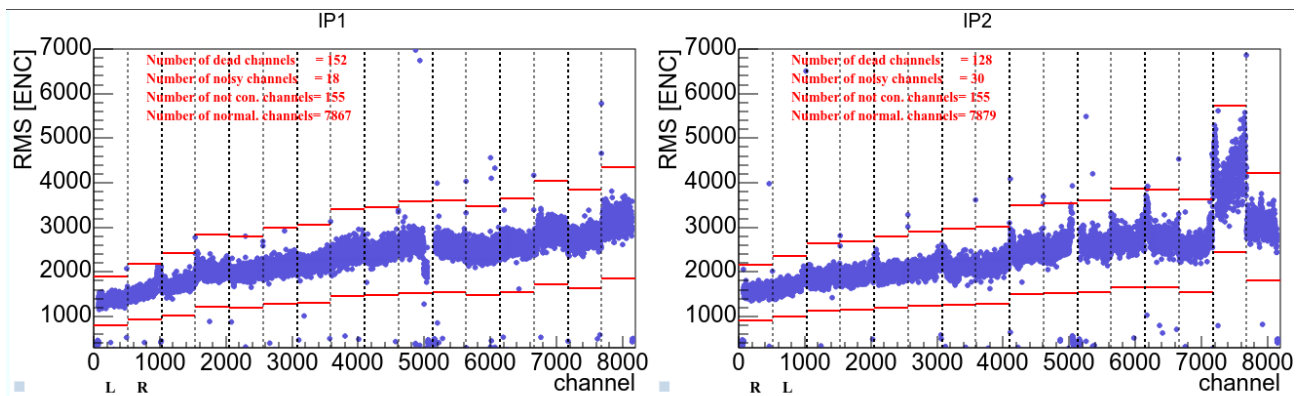 IP1
RMS [ENC]
7000
6000
5000
4000
3000
2000
1000
Number of dead channels = 152
Number of noisy channels = 18
Number of not con. channels= 155
Number of normal. channels= 7867
0 1000 2000 3000 4000 5000 6000 7000 8000
channel
L R
IP2
RMS [ENC]
7000
6000
5000
4000
3000
2000
1000
Number of dead channels = 128
Number of noisy channels = 30
Number of not con. channels= 155
Number of normal. channels= 7879
0 1000 2000 3000 4000 5000 6000 7000 8000
channel
R L